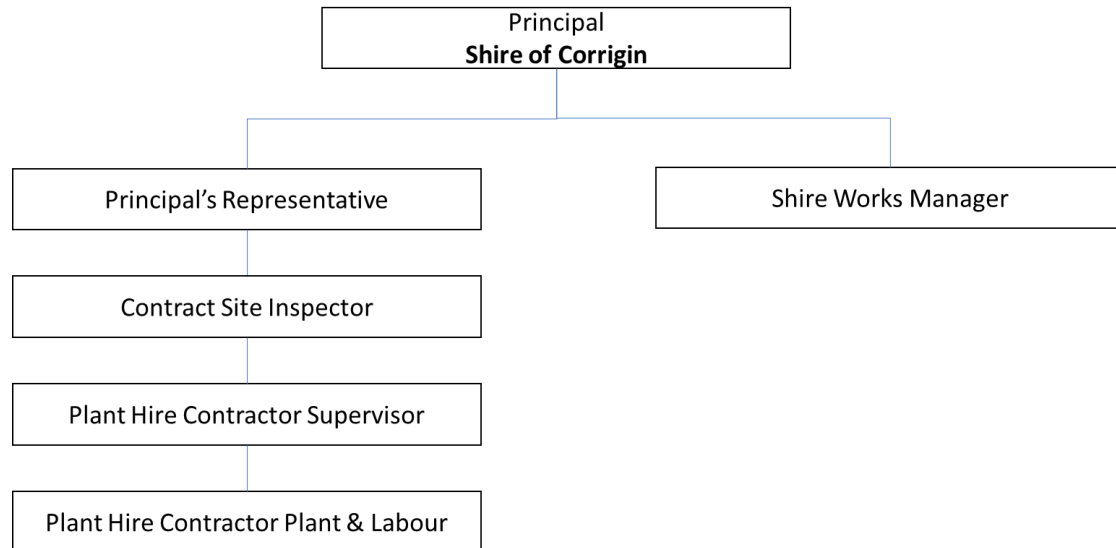 Principal
Shire of Corrigin
Principal’s Representative
Shire Works Manager
Contract Site Inspector
Plant Hire Contractor Supervisor
Plant Hire Contractor Plant & Labour